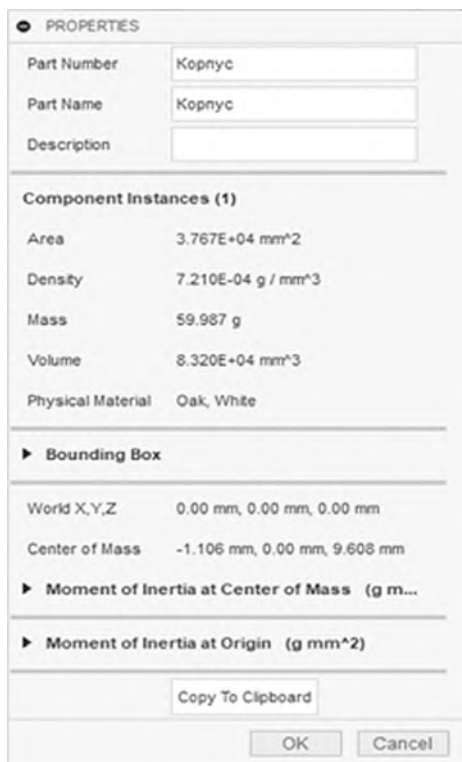 PROPERTIES
Part Number Корпус
Part Name Корпус
Description
Component Instances (1)
Area 3.767E+04 mm^2
Density 7.210E-04 g / mm^3
Mass 59.987 g
Volume 8.320E+04 mm^3
Physical Material Oak, White
Bounding Box
World X,Y,Z 0.00 mm, 0.00 mm, 0.00 mm
Center of Mass -1.106 mm, 0.00 mm, 9.608 mm
Moment of Inertia at Center of Mass (g m...
Moment of Inertia at Origin (g mm^2)
Copy To Clipboard
OK Cancel